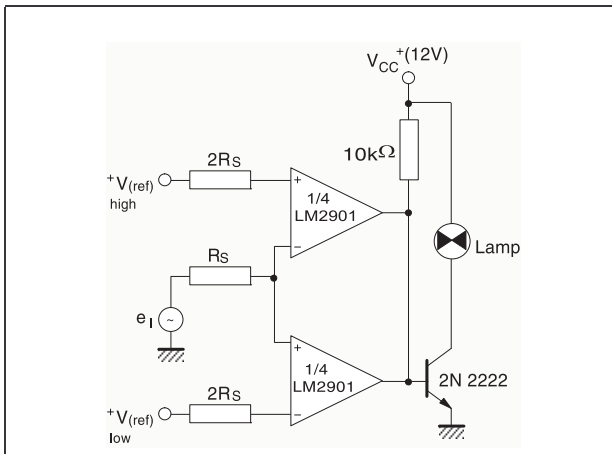 VCC+(12V)
2RS
10kΩ
+V(ref)
high
1/4
LM2901
+
−
RS
Lamp
eI
~
+
−
1/4
LM2901
2N 2222
2RS
+V(ref)
low